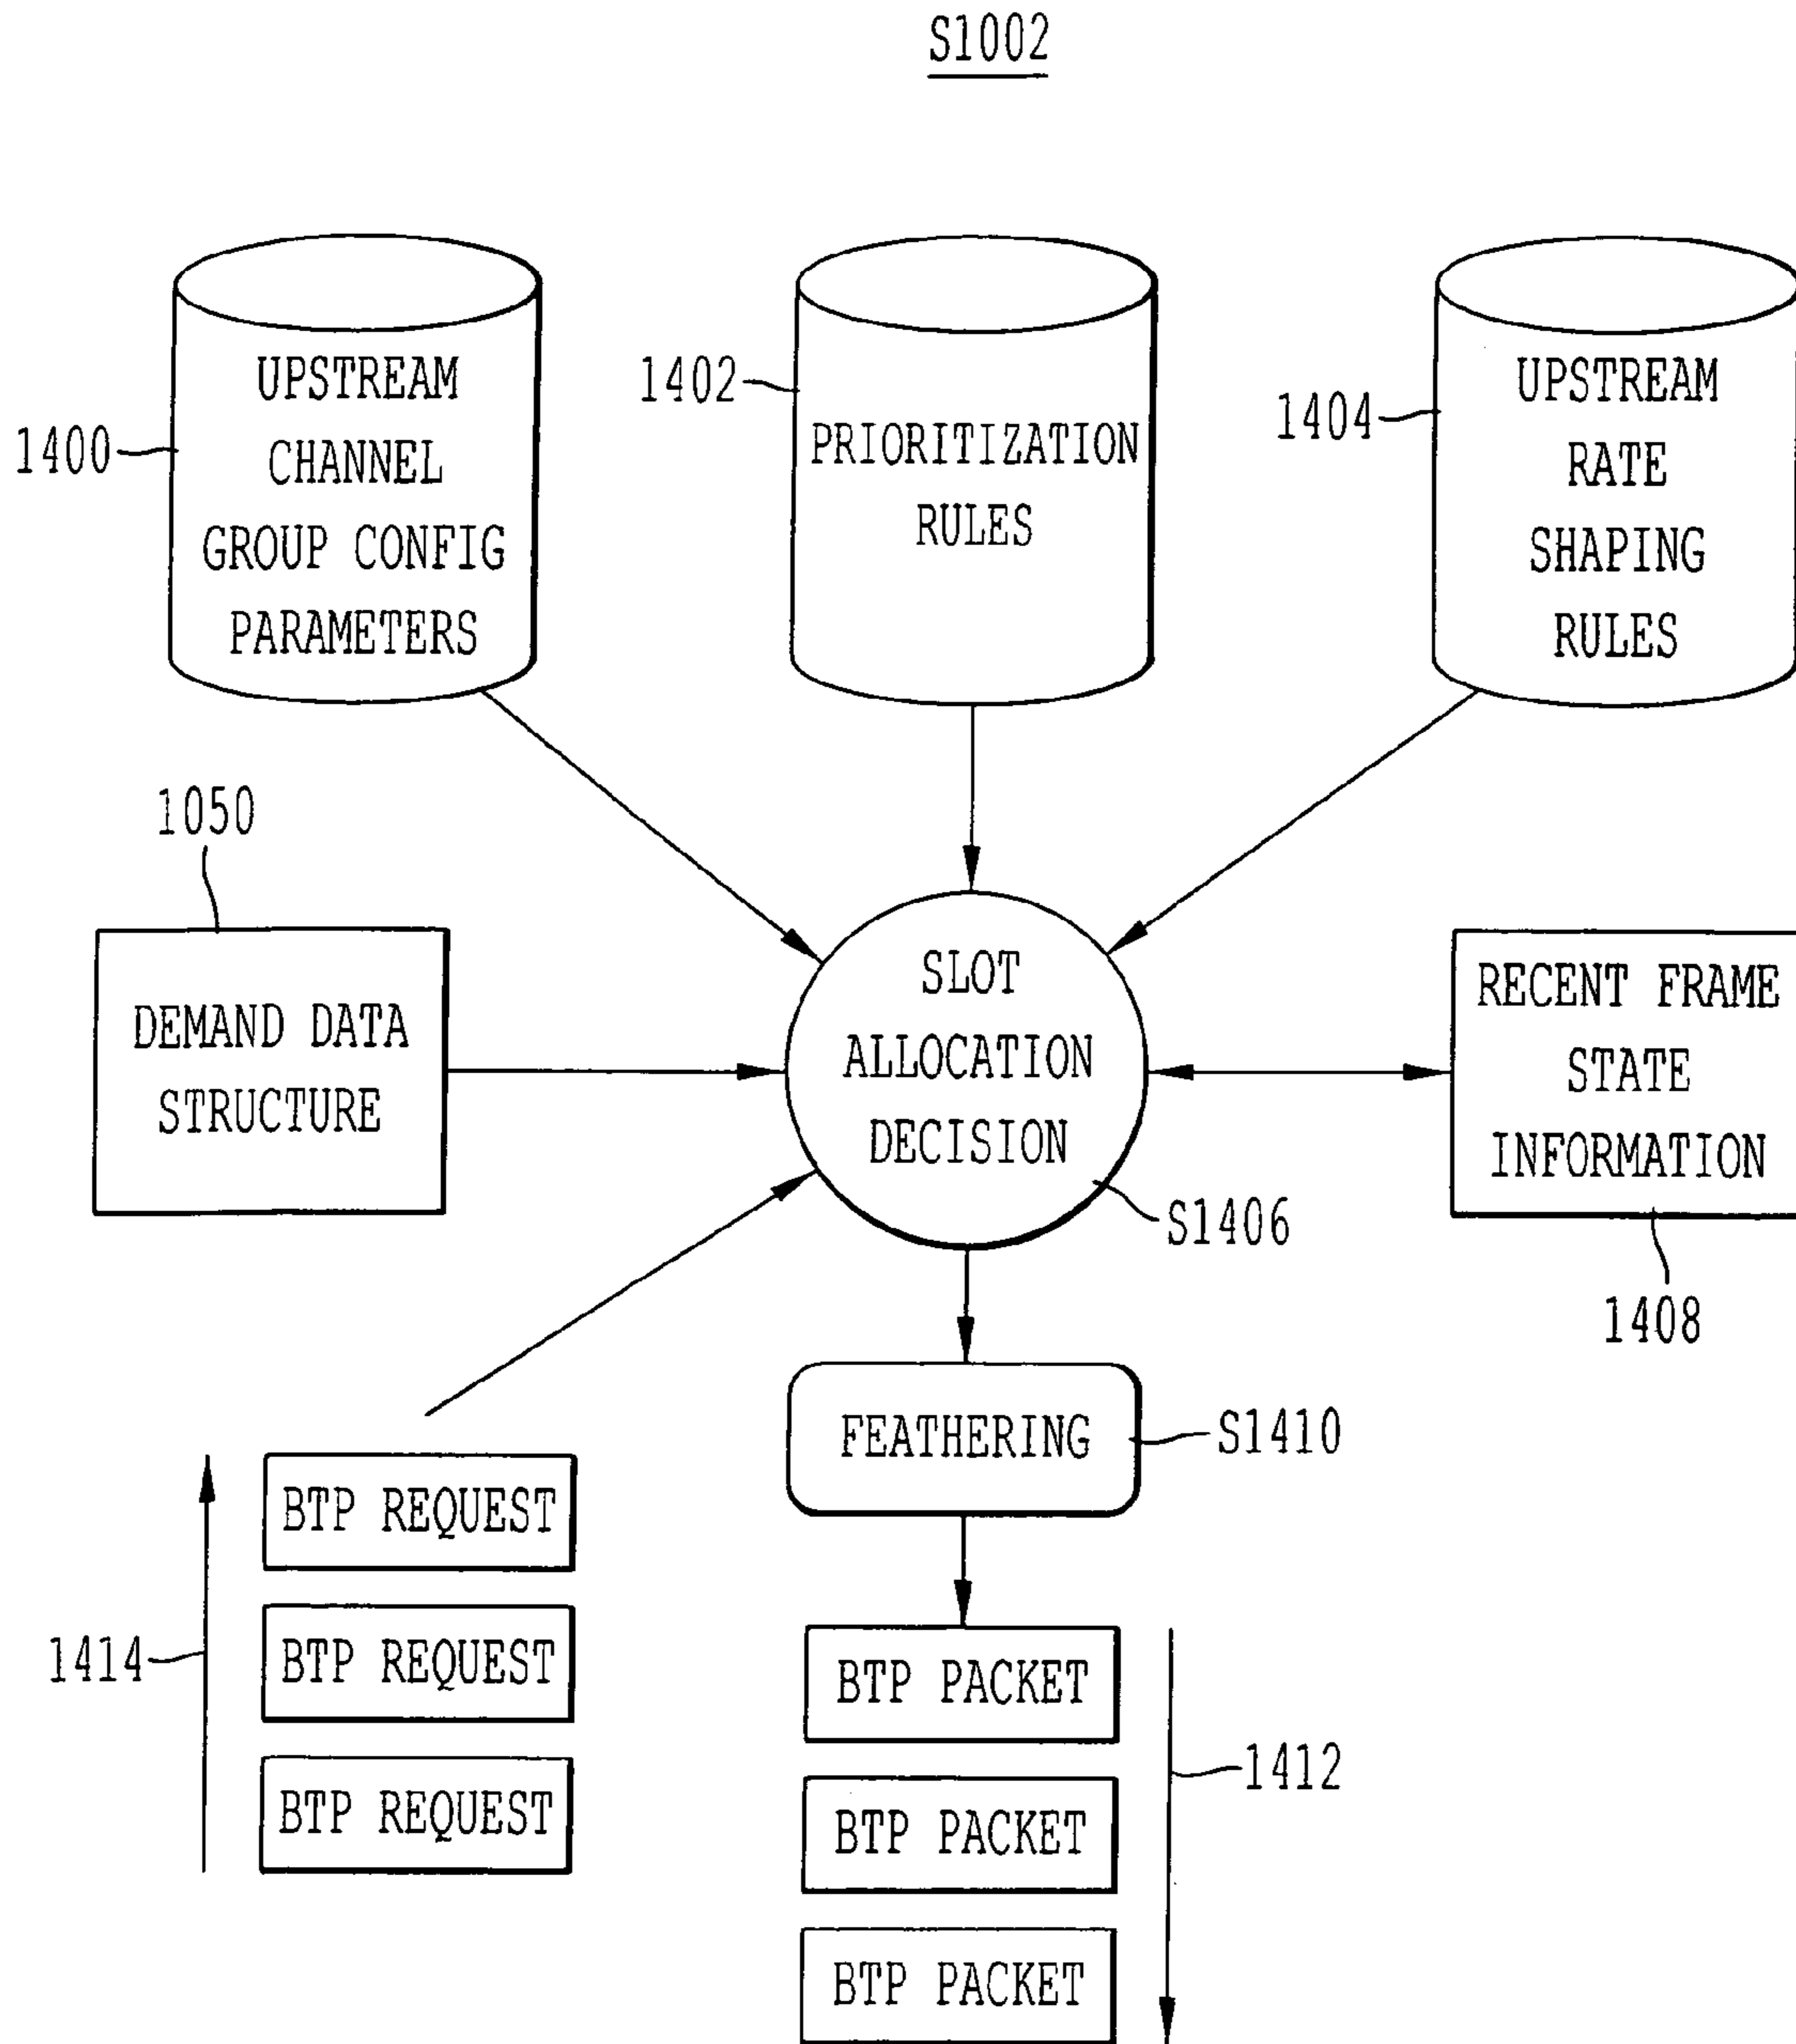 S1002
UPSTREAM
CHANNEL
GROUP CONFIG
PARAMETERS
1400
1402
PRIORITIZATION
RULES
1404
UPSTREAM
RATE
SHAPING
RULES
1050
DEMAND DATA
STRUCTURE
SLOT
ALLOCATION
DECISION
S1406
RECENT FRAME
STATE
INFORMATION
1408
FEATHERING
S1410
1414
BTP REQUEST
BTP REQUEST
BTP REQUEST
BTP PACKET
BTP PACKET
BTP PACKET
1412